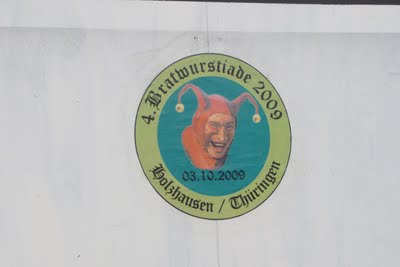 4. Bratwurstiade 2009
03.10.2009
Holzhausen / Thüringen